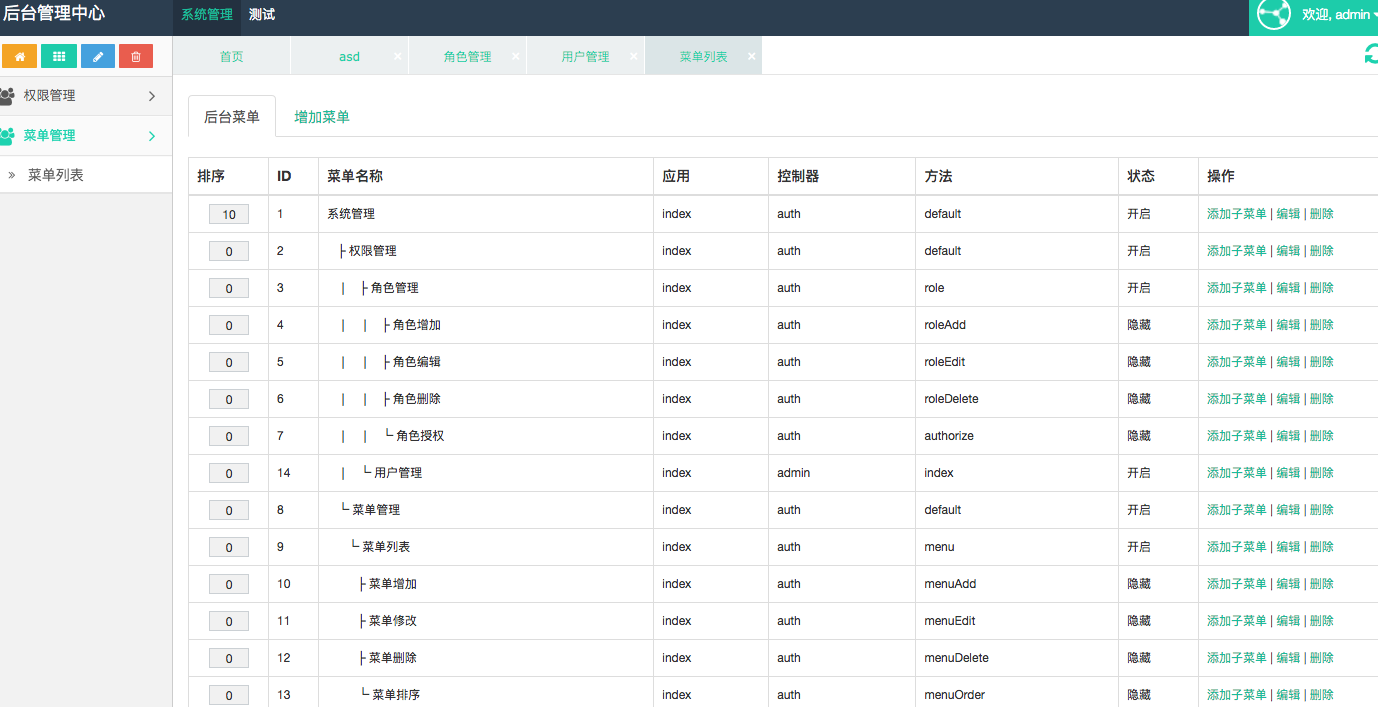 后台管理中心 系统管理 测试 欢迎, admin
首页 asd × 角色管理 × 用户管理 × 菜单列表 ×
权限管理
菜单管理
» 菜单列表
后台菜单 增加菜单
排序 ID 菜单名称 应用 控制器 方法 状态 操作
10 1 系统管理 index auth default 开启 添加子菜单 | 编辑 | 删除
0 2 ├ 权限管理 index auth default 开启 添加子菜单 | 编辑 | 删除
0 3 | ├ 角色管理 index auth role 开启 添加子菜单 | 编辑 | 删除
0 4 | | ├ 角色增加 index auth roleAdd 隐藏 添加子菜单 | 编辑 | 删除
0 5 | | ├ 角色编辑 index auth roleEdit 隐藏 添加子菜单 | 编辑 | 删除
0 6 | | ├ 角色删除 index auth roleDelete 隐藏 添加子菜单 | 编辑 | 删除
0 7 | | └ 角色授权 index auth authorize 隐藏 添加子菜单 | 编辑 | 删除
0 14 | └ 用户管理 index admin index 开启 添加子菜单 | 编辑 | 删除
0 8 └ 菜单管理 index auth default 开启 添加子菜单 | 编辑 | 删除
0 9 └ 菜单列表 index auth menu 开启 添加子菜单 | 编辑 | 删除
0 10 ├ 菜单增加 index auth menuAdd 隐藏 添加子菜单 | 编辑 | 删除
0 11 ├ 菜单修改 index auth menuEdit 隐藏 添加子菜单 | 编辑 | 删除
0 12 ├ 菜单删除 index auth menuDelete 隐藏 添加子菜单 | 编辑 | 删除
0 13 └ 菜单排序 index auth menuOrder 隐藏 添加子菜单 | 编辑 | 删除